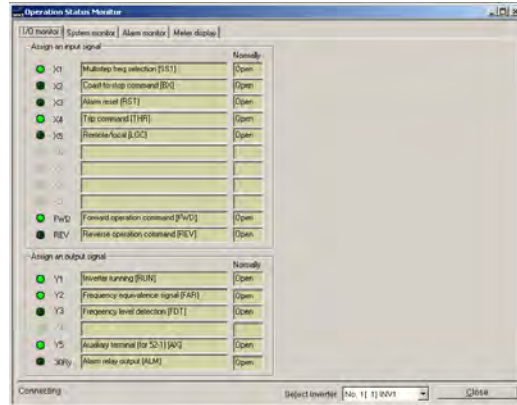 Operation Status Monitor
I/O monitor System monitor Alarm monitor Meter display
Assign an input signal
Normally
X1 Multistep freq selection [SS1] Open
X2 Coast-to-stop command [BX] Open
X3 Alarm reset [RST] Open
X4 Trip command [THR] Open
X5 Remote/local [LOC] Open
FWD Forward operation command [FWD] Open
REV Reverse operation command [REV] Open
Assign an output signal
Normally
Y1 Inverter running [RUN] Open
Y2 Frequency equivalence signal [FAR] Open
Y3 Frequency level detection [FDT] Open
Y5 Auxiliary terminal (for 52-1) [AX] Open
30Ry Alarm relay output [ALM] Open
Connecting Select Inverter No. 1[ 1] INV1 Close